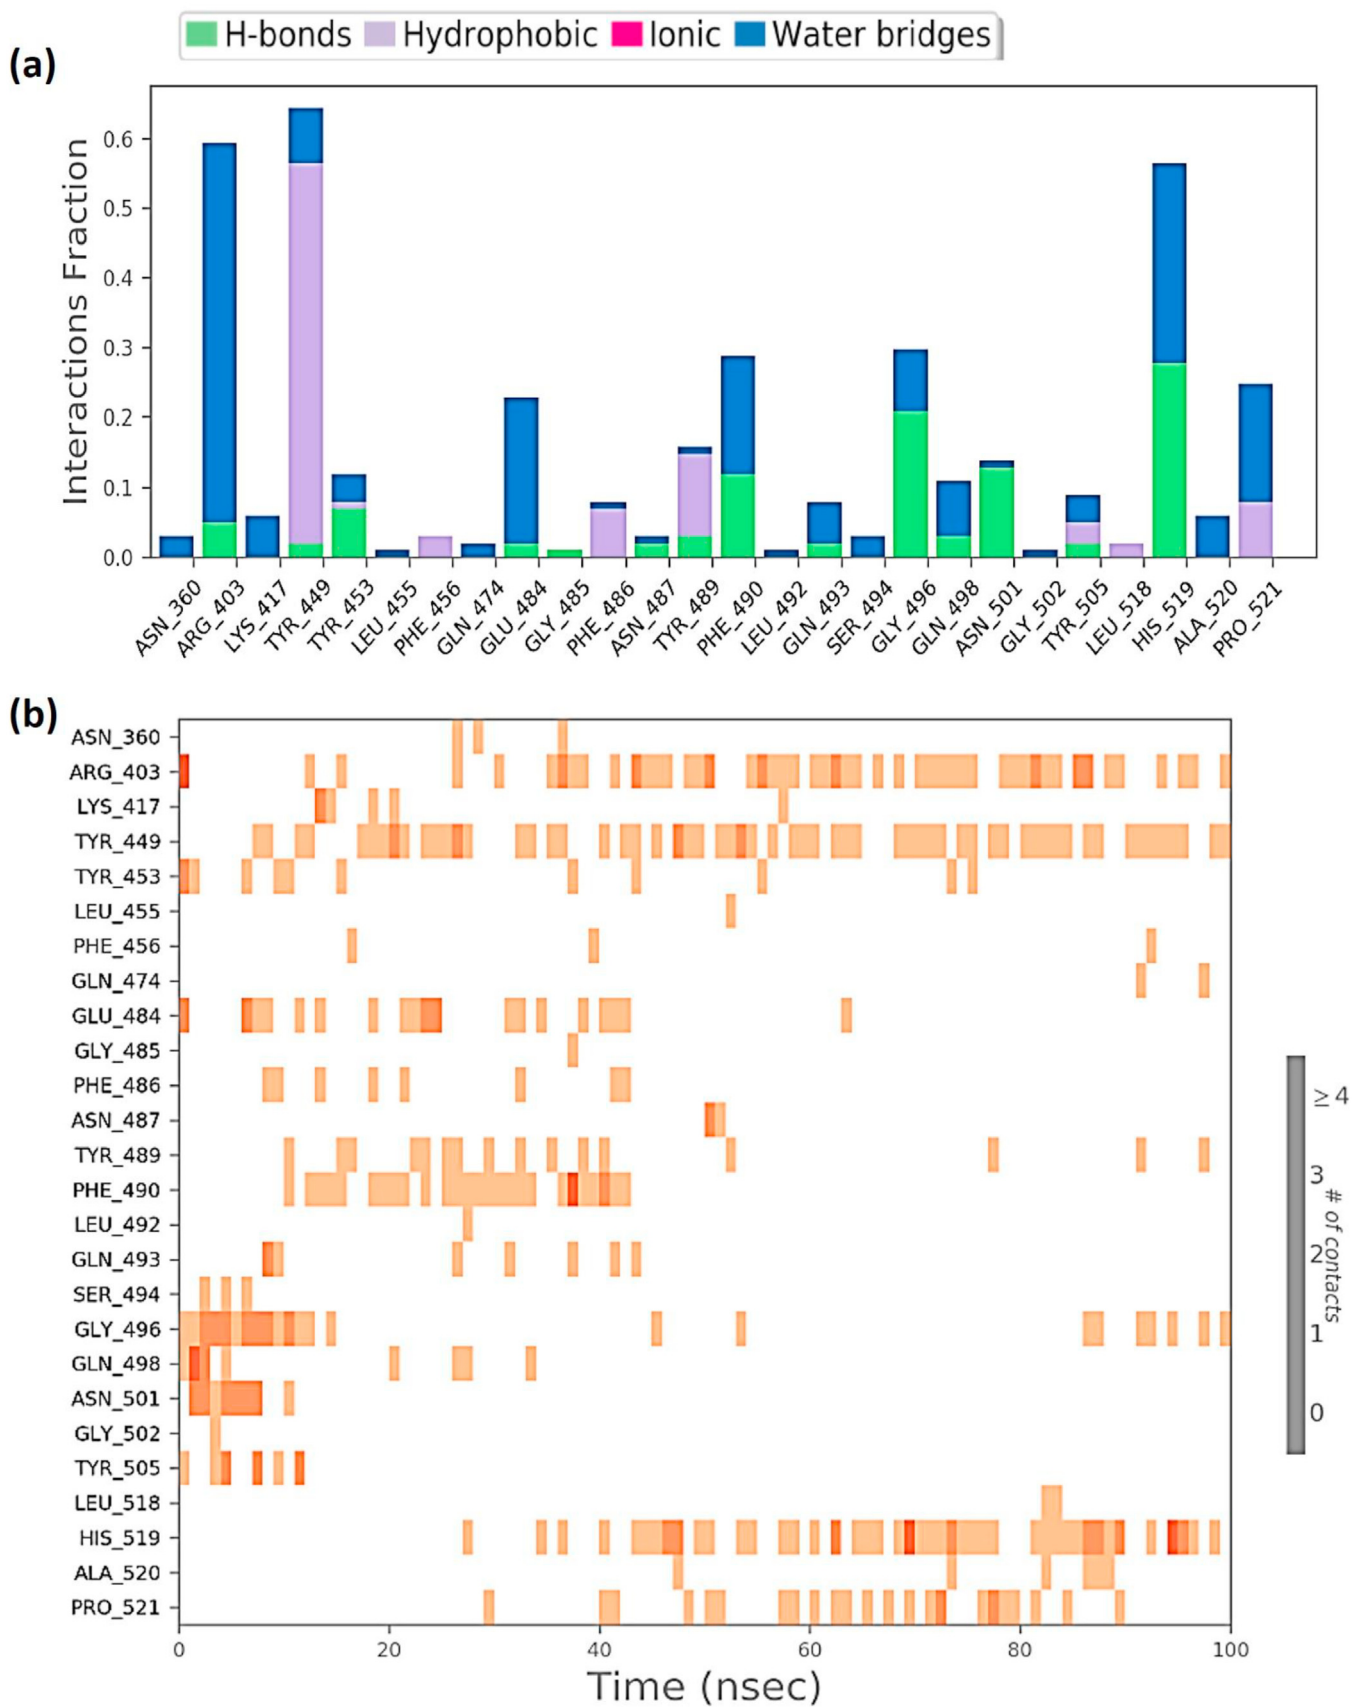 H-bonds Hydrophobic Ionic Water bridges
(a)
Interactions Fraction
0.6
0.5
0.4
0.3
0.2
0.1
0.0
ASN_360 ARG_403 LYS_417 TYR_449 TYR_453 LEU_455 PHE_456 GLN_474 GLU_484 GLY_485 PHE_486 ASN_487 TYR_489 PHE_490 LEU_492 GLN_493 SER_494 GLY_496 GLN_498 ASN_501 GLY_502 TYR_505 LEU_518 HIS_519 ALA_520 PRO_521
(b)
ASN_360
ARG_403
LYS_417
TYR_449
TYR_453
LEU_455
PHE_456
GLN_474
GLU_484
GLY_485
PHE_486
ASN_487
TYR_489
PHE_490
LEU_492
GLN_493
SER_494
GLY_496
GLN_498
ASN_501
GLY_502
TYR_505
LEU_518
HIS_519
ALA_520
PRO_521
0 20 40 60 80 100
Time (nsec)
≥4
3
2
1
0
# of contacts